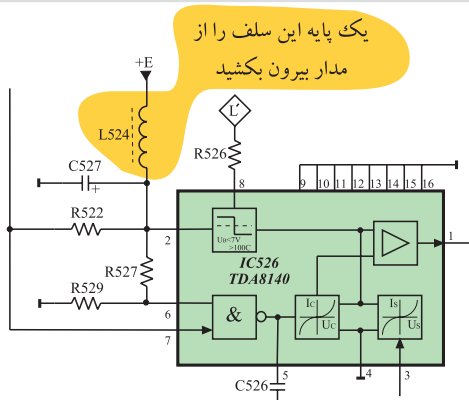 یک پایه این سلف را از
مدار بیرون بکشید
+E
L524
L'
C527
+
R526
8
9 10 11 12 13 14 15 16
R522
2
UB<7V
>100C
1
R527
IC526
TDA8140
R529
6
&
IC
UC
IS
US
7
5
4
3
C526